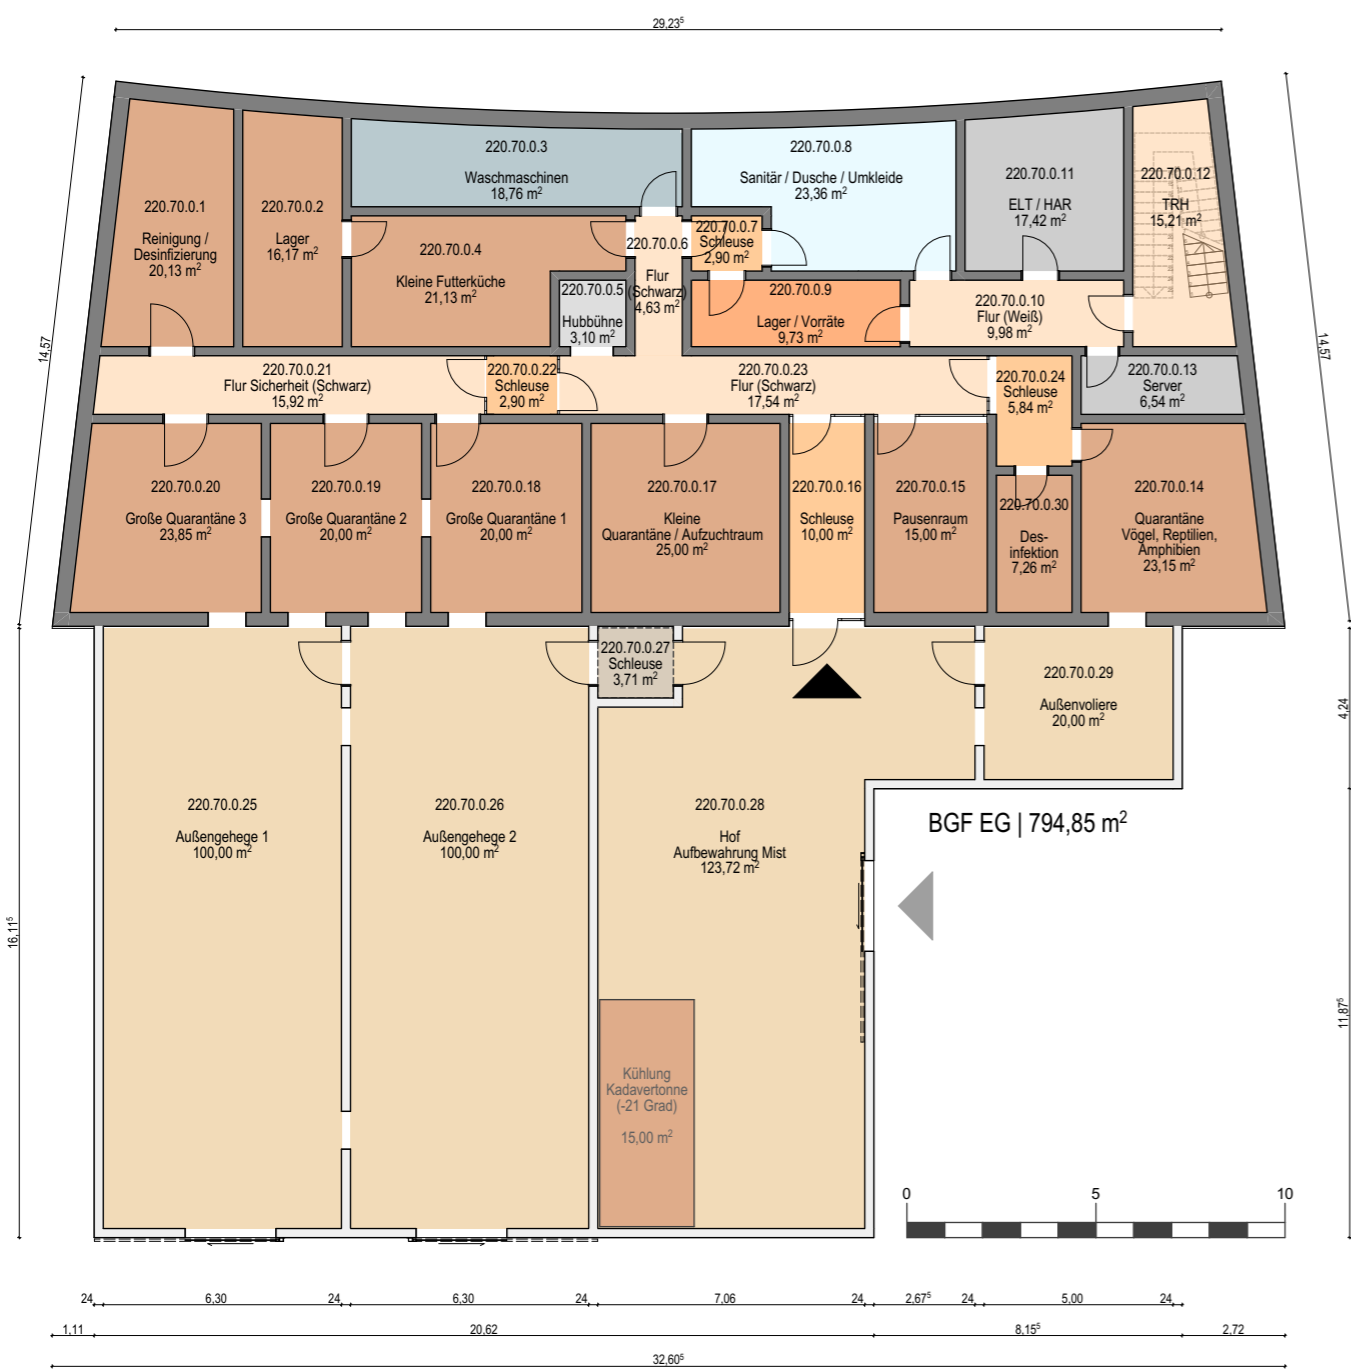 29,23⁵
14,57
14,57
220.70.0.1
Reinigung /
Desinfizierung
20,13 m²
220.70.0.2
Lager
16,17 m²
220.70.0.3
Waschmaschinen
18,76 m²
220.70.0.4
Kleine Futterküche
21,13 m²
220.70.0.5
Hubbühne
3,10 m²
220.70.0.6
Flur
(Schwarz)
4,63 m²
220.70.0.7
Schleuse
2,90 m²
220.70.0.8
Sanitär / Dusche / Umkleide
23,36 m²
220.70.0.9
Lager / Vorräte
9,73 m²
220.70.0.10
Flur (Weiß)
9,98 m²
220.70.0.11
ELT / HAR
17,42 m²
220.70.0.12
TRH
15,21 m²
220.70.0.21
Flur Sicherheit (Schwarz)
15,92 m²
220.70.0.22
Schleuse
2,90 m²
220.70.0.23
Flur (Schwarz)
17,54 m²
220.70.0.24
Schleuse
5,84 m²
220.70.0.13
Server
6,54 m²
220.70.0.20
Große Quarantäne 3
23,85 m²
220.70.0.19
Große Quarantäne 2
20,00 m²
220.70.0.18
Große Quarantäne 1
20,00 m²
220.70.0.17
Kleine
Quarantäne / Aufzuchtraum
25,00 m²
220.70.0.16
Schleuse
10,00 m²
220.70.0.15
Pausenraum
15,00 m²
220.70.0.30
Des-
infektion
7,26 m²
220.70.0.14
Quarantäne
Vögel, Reptilien,
Amphibien
23,15 m²
220.70.0.27
Schleuse
3,71 m²
220.70.0.29
Außenvoliere
20,00 m²
4,24
220.70.0.25
Außengehege 1
100,00 m²
220.70.0.26
Außengehege 2
100,00 m²
220.70.0.28
Hof
Aufbewahrung Mist
123,72 m²
BGF EG | 794,85 m²
16,11⁵
11,87⁵
Kühlung
Kadavertonne
(-21 Grad)
15,00 m²
0 5 10
24 6,30 24 6,30 24 7,06 24 2,67⁵ 24 5,00 24
1,11 20,62 8,15⁵ 2,72
32,60⁵